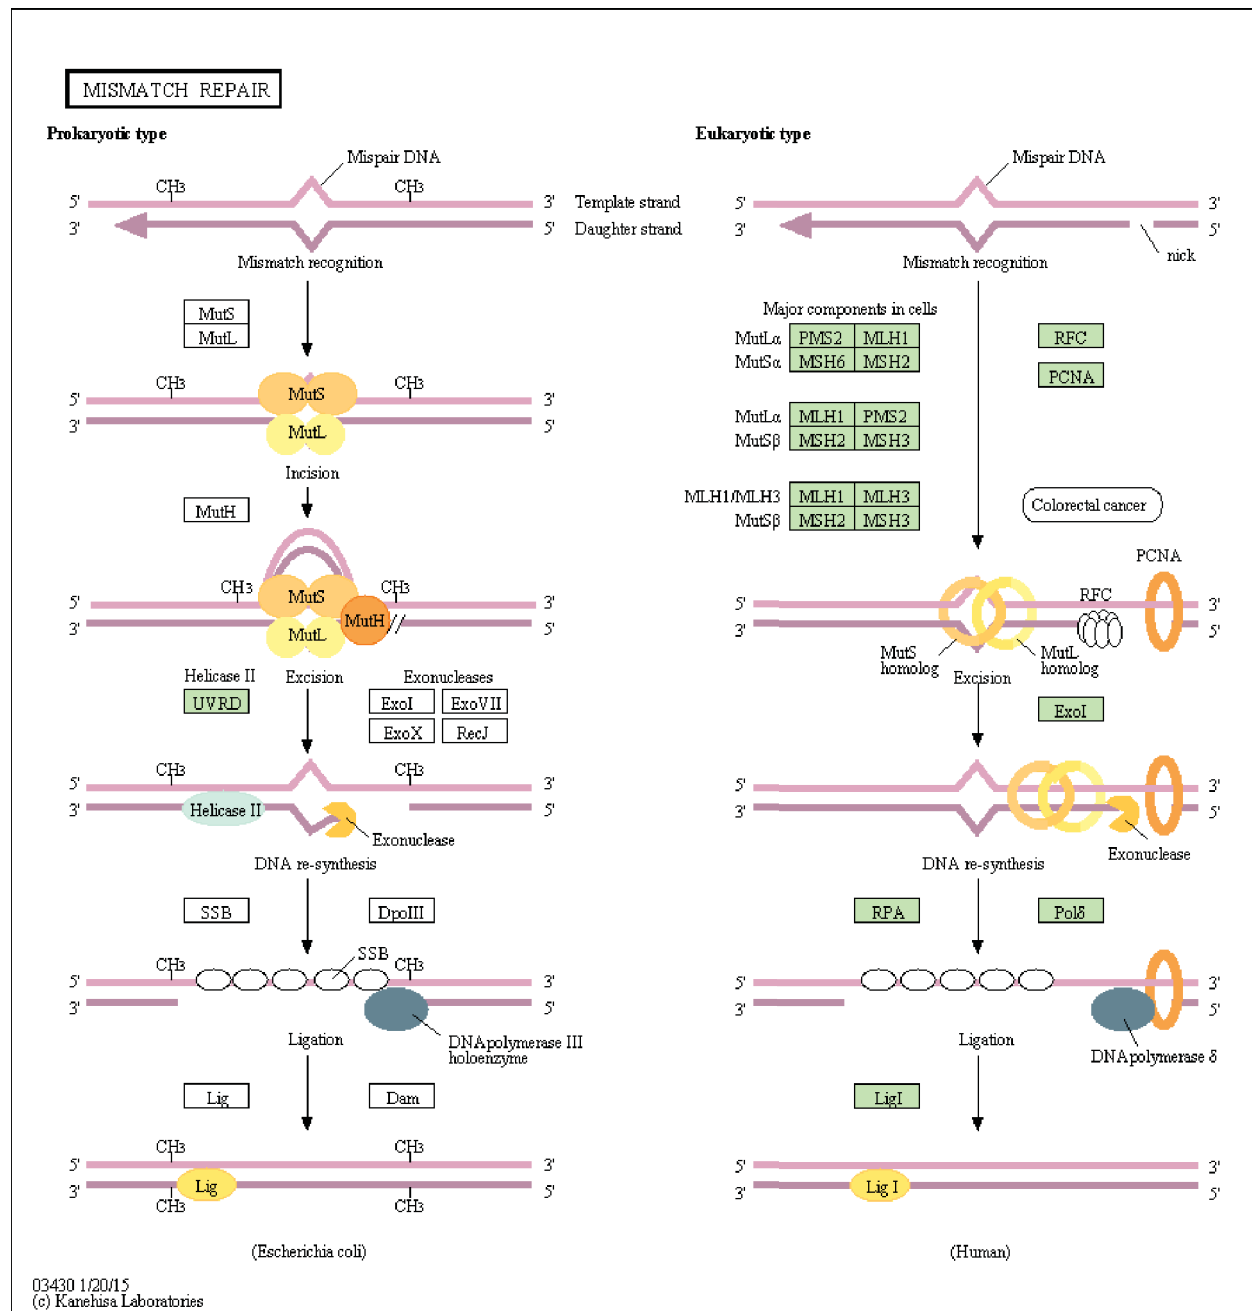 MISMATCH REPAIR
Prokaryotic type
Mispair DNA
CH3
CH3
5'
3'
Template strand
3'
5'
Daughter strand
Mismatch recognition
MutS
MutL
CH3
CH3
5'
MutS
3'
3'
MutL
5'
Incision
MutH
CH3
CH3
5'
MutS
3'
3'
MutL
MutH
5'
Helicase II
Excision
Exonucleases
UVRD
ExoI
ExoVII
ExoX
RecJ
CH3
CH3
5'
3'
3'
Helicase II
5'
Exonuclease
DNA re-synthesis
SSB
DpoIII
SSB
CH3
CH3
5'
3'
3'
5'
Ligation
DNA polymerase III
holoenzyme
Lig
Dam
CH3
CH3
5'
3'
3'
Lig
5'
CH3
CH3
(Escherichia coli)
Eukaryotic type
Mispair DNA
5'
3'
3'
5'
nick
Mismatch recognition
Major components in cells
MutLα PMS2 MLH1
MutSα MSH6 MSH2
RFC
PCNA
MutLα MLH1 PMS2
MutSβ MSH2 MSH3
MLH1/MLH3 MLH1 MLH3
MutSβ MSH2 MSH3
Colorectal cancer
PCNA
RFC
5'
3'
3'
5'
MutS
homolog
MutL
homolog
Excision
ExoI
5'
3'
3'
5'
Exonuclease
DNA re-synthesis
RPA
Polδ
5'
3'
3'
5'
Ligation
DNA polymerase δ
LigI
5'
3'
3'
Lig I
5'
(Human)
03430 1/20/15
(c) Kanehisa Laboratories